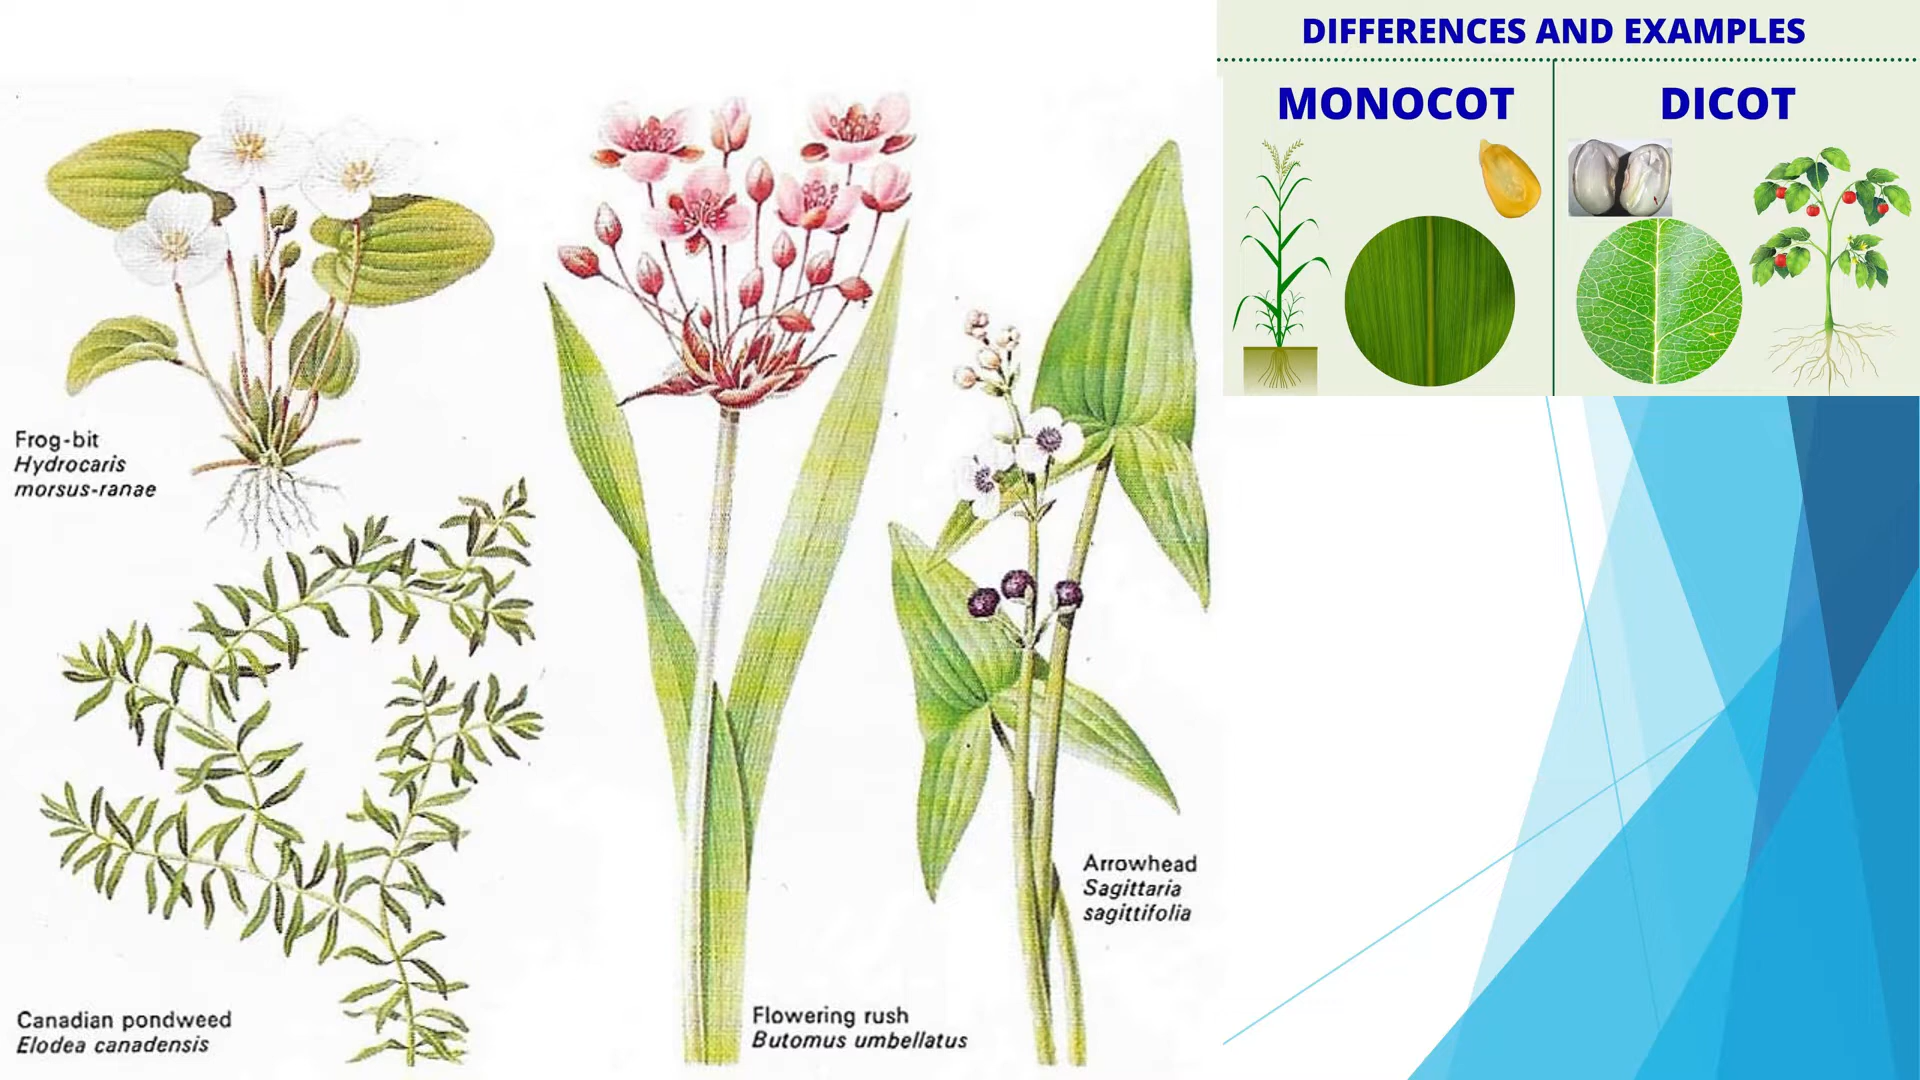 DIFFERENCES AND EXAMPLES
MONOCOT
DICOT
Frog-bit
Hydrocaris
morsus-ranae
Arrowhead
Sagittaria
sagittifolia
Canadian pondweed
Elodea canadensis
Flowering rush
Butomus umbellatus